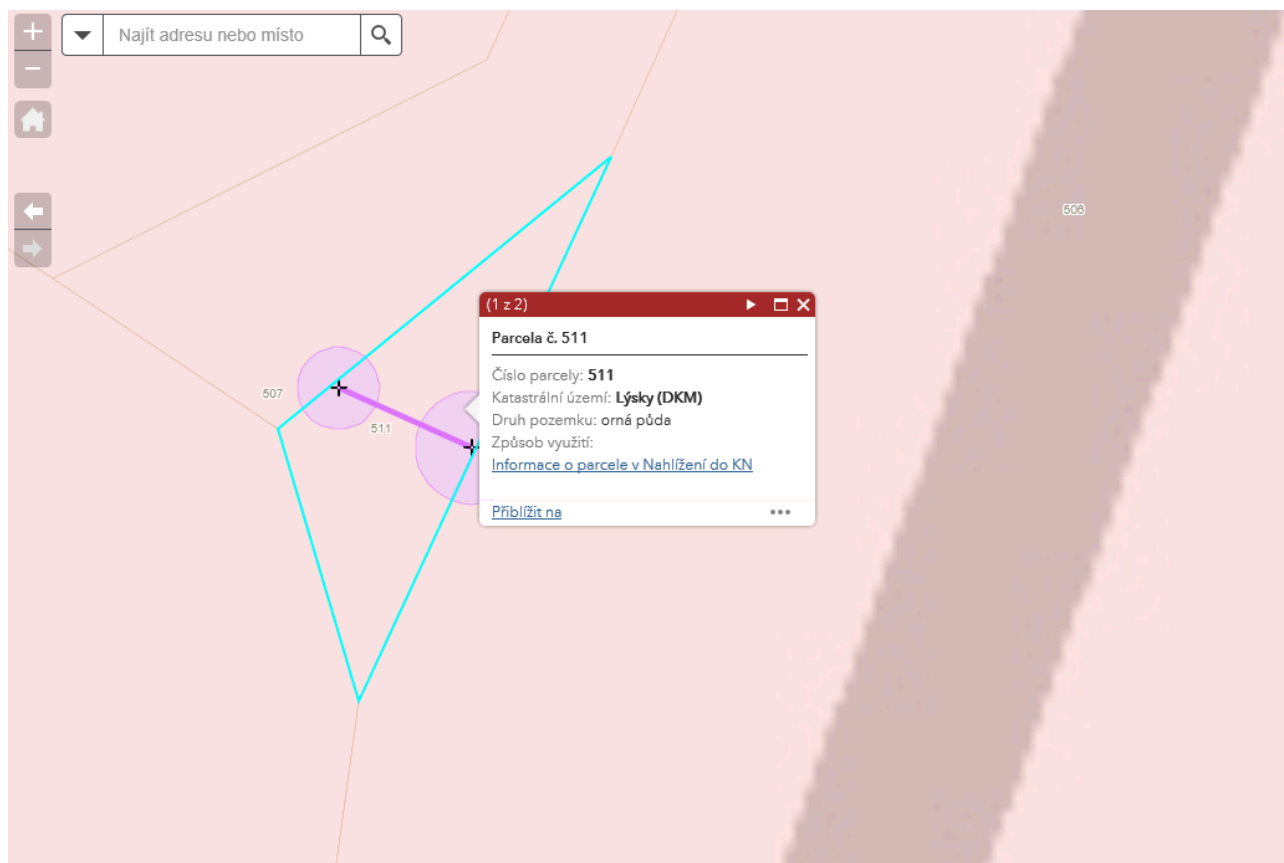 Najít adresu nebo místo
506
(1 z 2)
Parcela č. 511
Číslo parcely: 511
Katastrální území: Lýsky (DKM)
Druh pozemku: orná půda
Způsob využití:
Informace o parcele v Nahlížení do KN
Přiblížit na
507
511